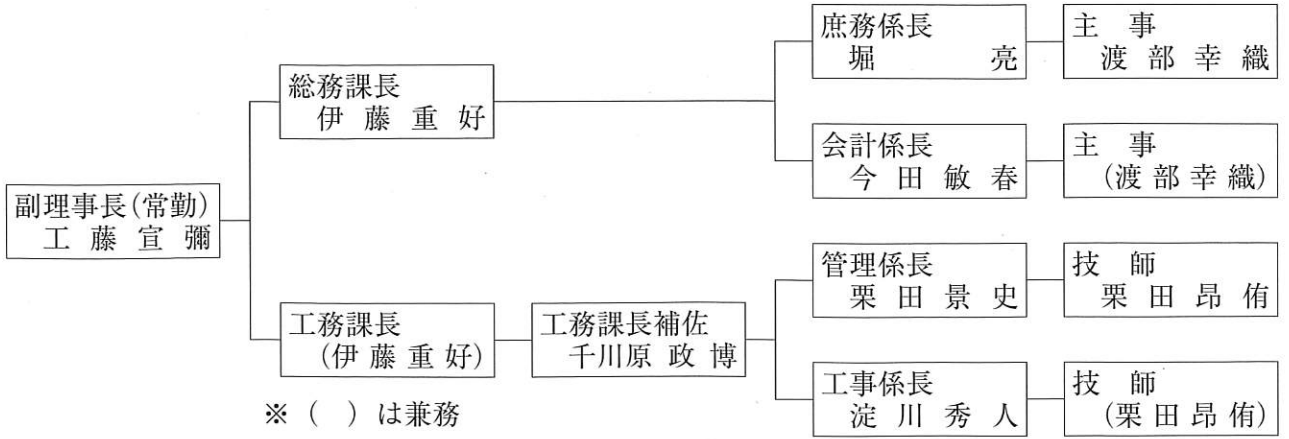 庶務係長
堀　　　亮
主　事
渡 部 幸 織
総務課長
伊 藤 重 好
会計係長
今 田 敏 春
主　事
(渡 部 幸 織)
副理事長(常勤)
工 藤 宣 彌
管理係長
栗 田 景 史
技　師
栗 田 昂 侑
工務課長
(伊 藤 重 好)
工務課長補佐
千川原 政 博
工事係長
淀 川 秀 人
技　師
(栗 田 昂 侑)
※（　）は兼務